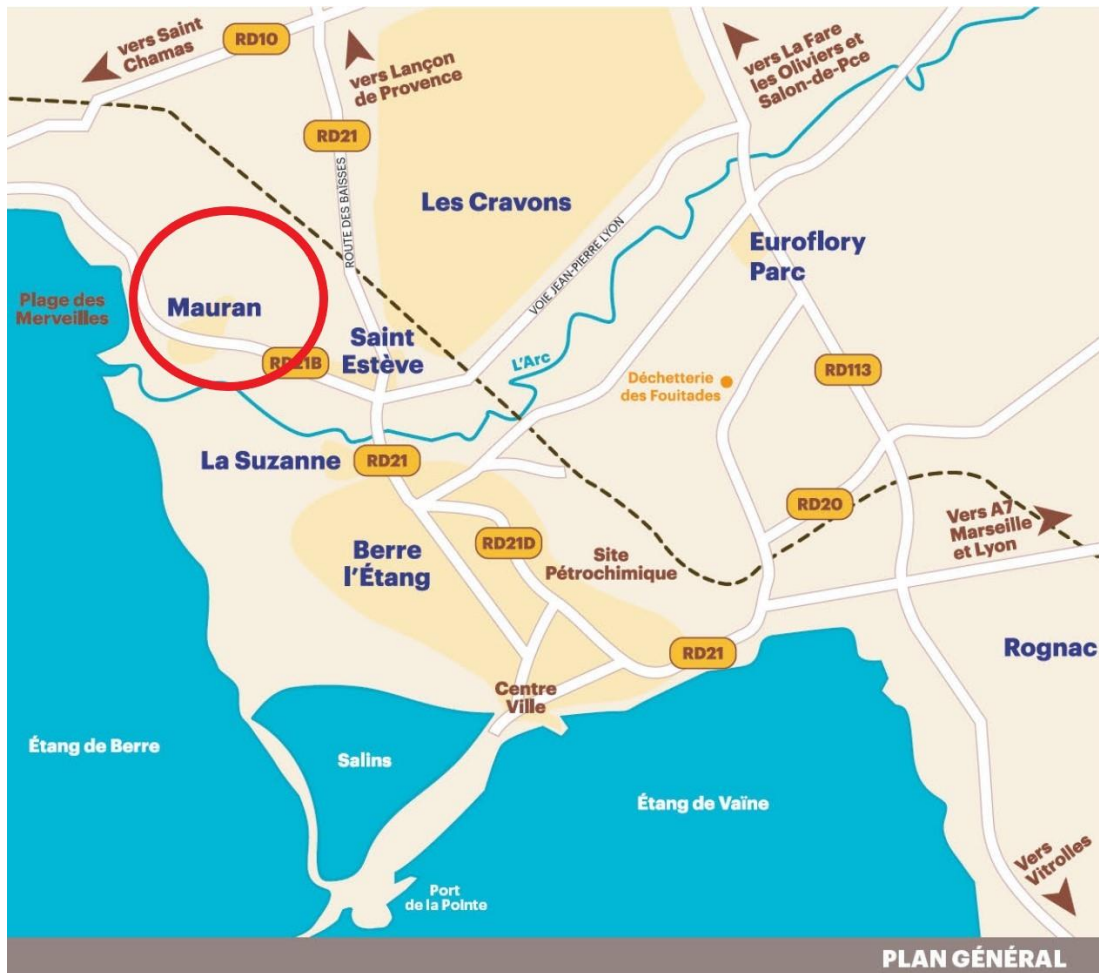 vers Saint
Chamas
RD10
vers Lançon
de Provence
vers La Fare
les Oliviers et
Salon-de-Pce
RD21
ROUTE DES BAÏSSES
Les Cravons
VOIE JEAN-PIERRE LYON
Euroflory
Parc
Plage des
Merveilles
Mauran
Saint
Estève
RD21B
L'Arc
Déchetterie
des Fouitades
RD113
La Suzanne
RD21
RD20
Vers A7
Marseille
et Lyon
RD21D
Berre
l'Étang
Site
Pétrochimique
RD21
Rognac
Centre
Ville
Étang de Berre
Salins
Étang de Vaïne
Port
de la Pointe
Vers
Vitrolles
PLAN GÉNÉRAL